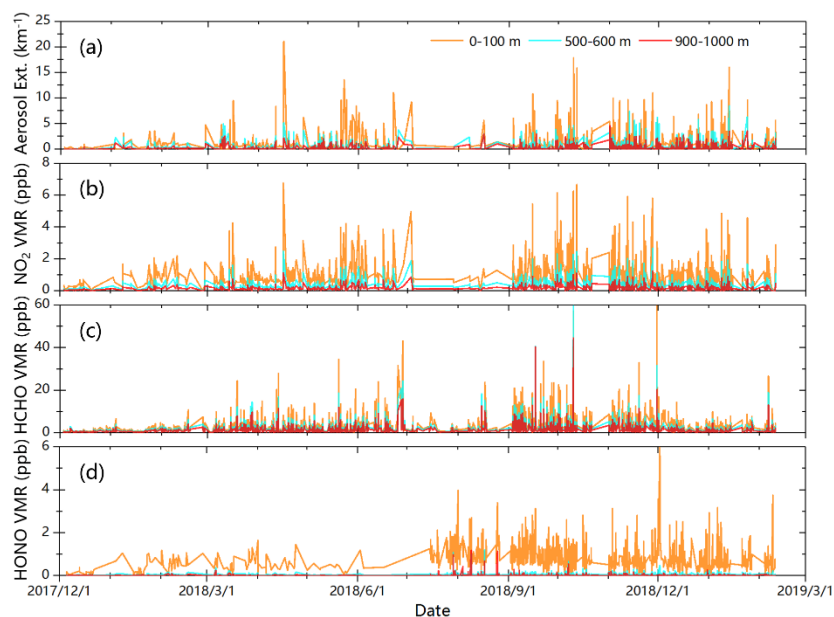 25
20
15
10
5
0
Aerosol Ext. (km⁻¹)
(a)
0-100 m
500-600 m
900-1000 m
8
6
4
2
0
NO₂ VMR (ppb)
(b)
60
40
20
0
HCHO VMR (ppb)
(c)
6
4
2
0
HONO VMR (ppb)
(d)
2017/12/1 2018/3/1 2018/6/1 2018/9/1 2018/12/1 2019/3/1
Date